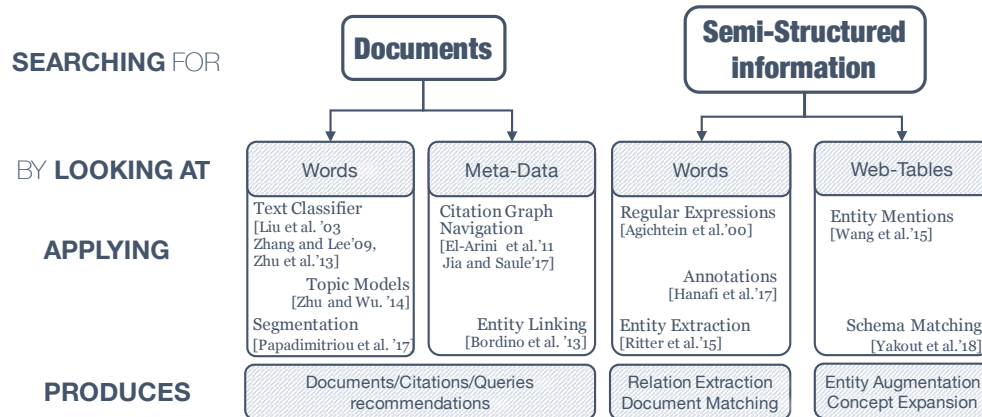 SEARCHING FOR
Documents
Semi-Structured
information
BY LOOKING AT
Words
Meta-Data
Words
Web-Tables
APPLYING
Text Classifier
[Liu et al. ’03
Zhang and Lee’09,
Zhu et al.’13]
Topic Models
[Zhu and Wu. ’14]
Segmentation
[Papadimitriou et al. ’17]
Citation Graph
Navigation
[El-Arini et al.’11
Jia and Saule’17]
Entity Linking
[Bordino et al. ’13]
Regular Expressions
[Agichtein et al.’00]
Annotations
[Hanafi et al.’17]
Entity Extraction
[Ritter et al.’15]
Entity Mentions
[Wang et al.’15]
Schema Matching
[Yakout et al.’18]
PRODUCES
Documents/Citations/Queries
recommendations
Relation Extraction
Document Matching
Entity Augmentation
Concept Expansion